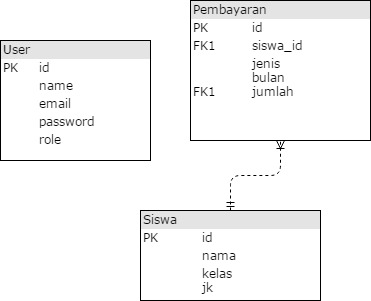 User
PK id
name
email
password
role
Pembayaran
PK id
FK1 siswa_id
jenis
bulan
FK1 jumlah
Siswa
PK id
nama
kelas
jk